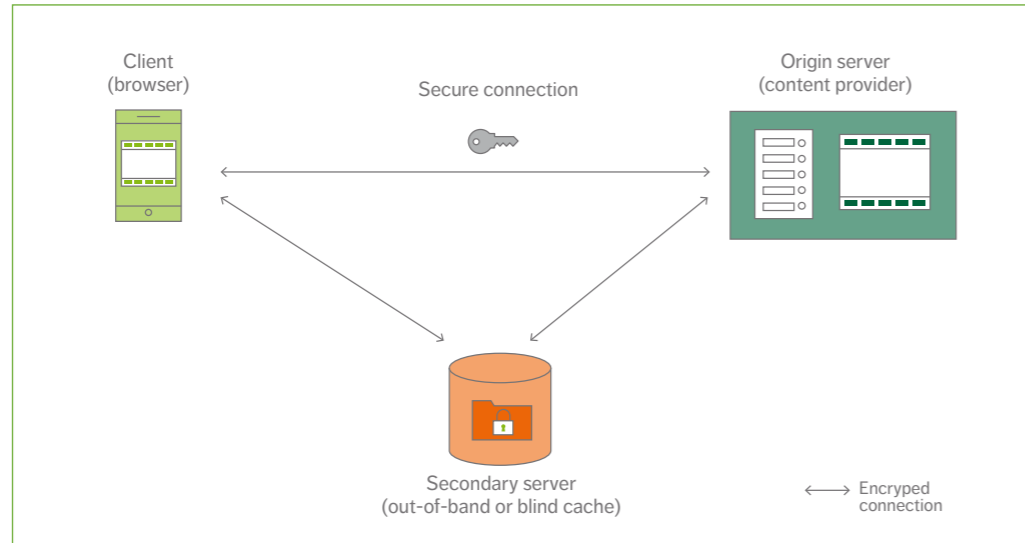 Client
(browser)
Secure connection
Origin server
(content provider)
Secondary server
(out-of-band or blind cache)
Encryped
connection